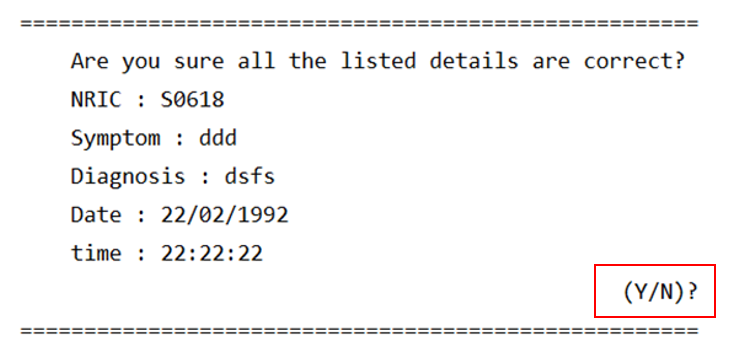 =====================================================
Are you sure all the listed details are correct?
NRIC : S0618
Symptom : ddd
Diagnosis : dsfs
Date : 22/02/1992
time : 22:22:22
(Y/N)?
=====================================================